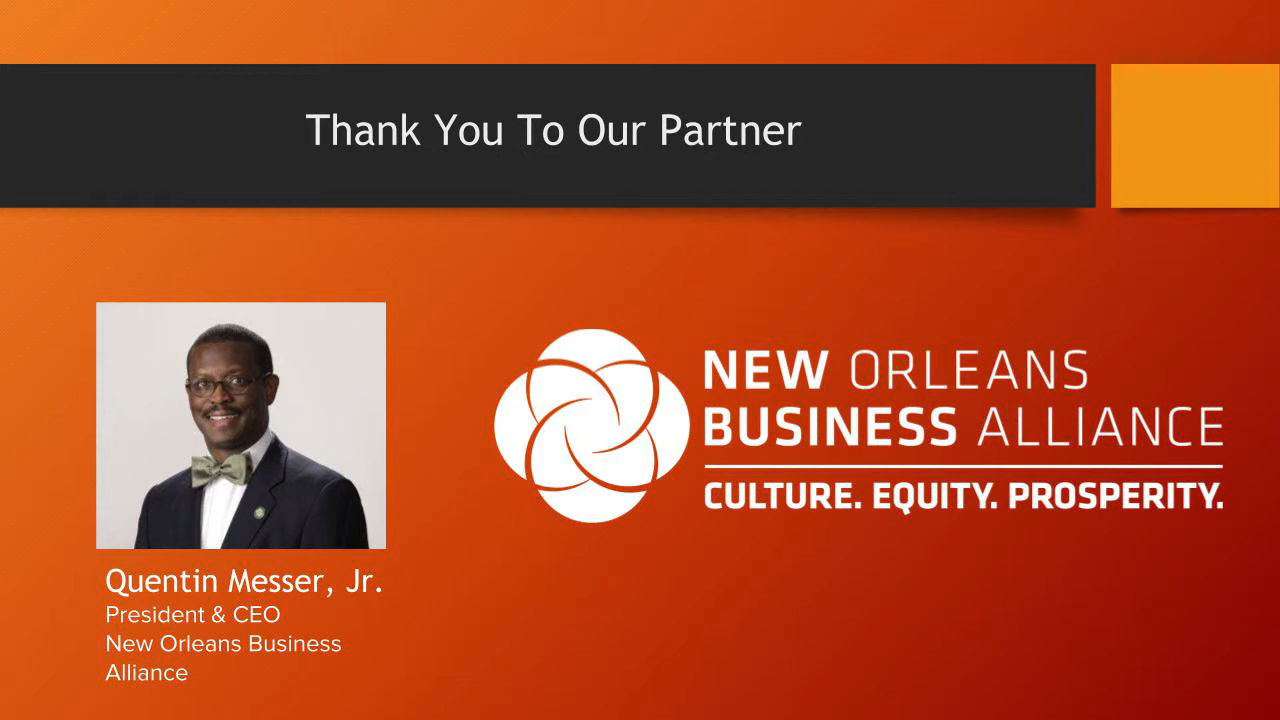 Thank You To Our Partner
NEW ORLEANS
BUSINESS ALLIANCE
CULTURE. EQUITY. PROSPERITY.
Quentin Messer, Jr.
President & CEO
New Orleans Business
Alliance